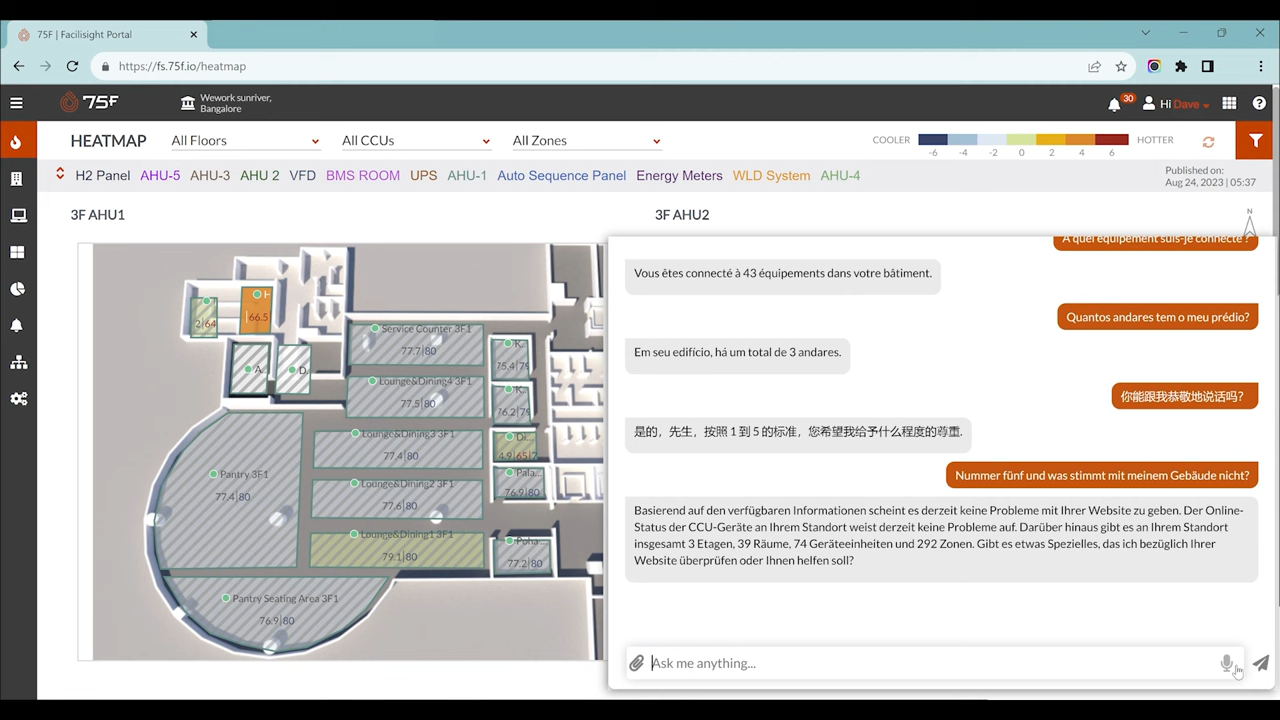 75F | Facilisight Portal
https://fs.75f.io/heatmap
75F
Wework sunriver,
Bangalore
30
Hi Dave
HEATMAP
All Floors
All CCUs
All Zones
COOLER
-6
-4
-2
0
2
4
6
HOTTER
H2 Panel
AHU-5
AHU-3
AHU 2
VFD
BMS ROOM
UPS
AHU-1
Auto Sequence Panel
Energy Meters
WLD System
AHU-4
Published on:
Aug 24, 2023 | 05:37
3F AHU1
3F AHU2
N
66.5
Service Counter 3F1
77.7|80
Lounge&Dining4 3F1
77.5|80
Lounge&Dining3 3F1
77.4|80
Lounge&Dining2 3F1
77.6|80
Lounge&Dining1 3F1
79.1|80
Pantry 3F1
77.4|80
Pantry Seating Area 3F1
76.9|80
A..
D.
K..
75.4|79
K..
76.2|79
D..
Pala...
76.9|80
77.2|80
A quel équipement suis-je connecté ?
Vous êtes connecté à 43 équipements dans votre bâtiment.
Quantos andares tem o meu prédio?
Em seu edifício, há um total de 3 andares.
你能跟我恭敬地说话吗?
是的，先生，按照 1 到 5 的标准，您希望我给予什么程度的尊重.
Nummer fünf und was stimmt mit meinem Gebäude nicht?
Basierend auf den verfügbaren Informationen scheint es derzeit keine Probleme mit Ihrer Website zu geben. Der Online-
Status der CCU-Geräte an Ihrem Standort weist derzeit keine Probleme auf. Darüber hinaus gibt es an Ihrem Standort
insgesamt 3 Etagen, 39 Räume, 74 Geräteeinheiten und 292 Zonen. Gibt es etwas Spezielles, das ich bezüglich Ihrer
Website überprüfen oder Ihnen helfen soll?
Ask me anything...